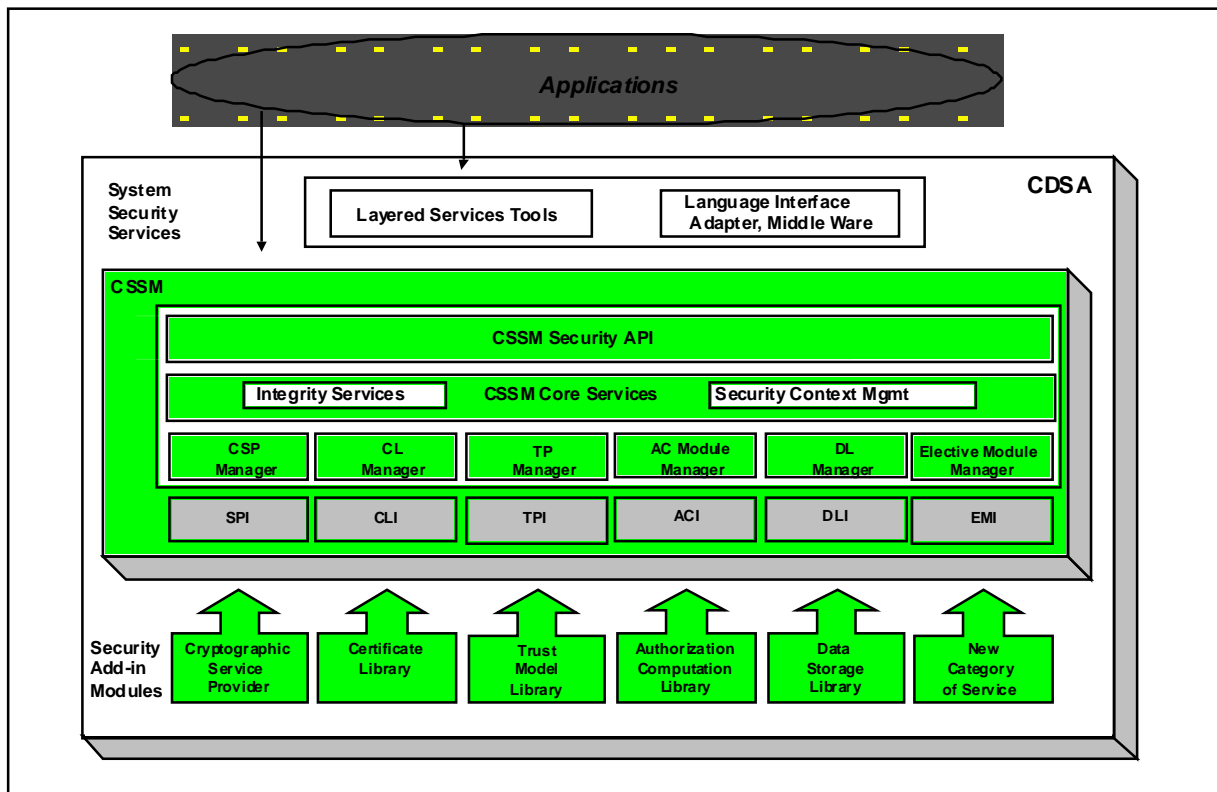 Applications
CDSA
System
Security
Services
Layered Services Tools
Language Interface
Adapter, Middle Ware
CSSM
CSSM Security API
Integrity Services
CSSM Core Services
Security Context Mgmt
CSP
Manager
CL
Manager
TP
Manager
AC Module
Manager
DL
Manager
Elective Module
Manager
SPI
CLI
TPI
ACI
DLI
EMI
Security
Add-in
Modules
Cryptographic
Service
Provider
Certificate
Library
Trust
Model
Library
Authorization
Computation
Library
Data
Storage
Library
New
Category
of Service